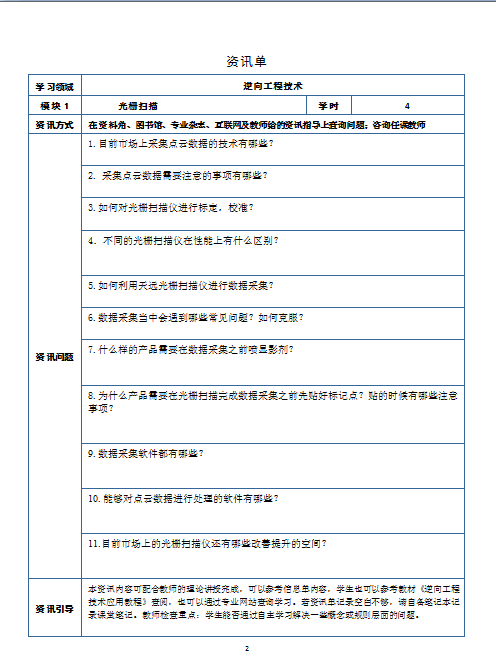 资讯单
学习领域 逆向工程技术
模块 1 光栅扫描 学时 4
资讯方式 在资料角、图书馆、专业杂志、互联网及教师给的资讯指导上查询问题；咨询任课教师
资讯问题
1.目前市场上采集点云数据的技术有哪些？
2. 采集点云数据需要注意的事项有哪些？
3.如何对光栅扫描仪进行标定，校准？
4. 不同的光栅扫描仪在性能上有什么区别？
5.如何利用天远光栅扫描仪进行数据采集？
6.数据采集当中会遇到哪些常见问题？如何克服？
7.什么样的产品需要在数据采集之前喷显影剂？
8.为什么产品需要在光栅扫描完成数据采集之前先贴好标记点？贴的时候有哪些注意
事项？
9.数据采集软件都有哪些？
10.能够对点云数据进行处理的软件有哪些？
11.目前市场上的光栅扫描仪还有哪些改善提升的空间？
资讯引导
本资讯内容可配合教师的理论讲授完成，可以参考信息单内容，学生也可以参考教材《逆向工程
技术应用教程》查阅，也可以通过专业网站查询学习。若资讯单记录空白不够，请自备笔记本记
录课堂笔记。教师检查重点：学生能否通过自主学习解决一些概念或规则层面的问题。
2